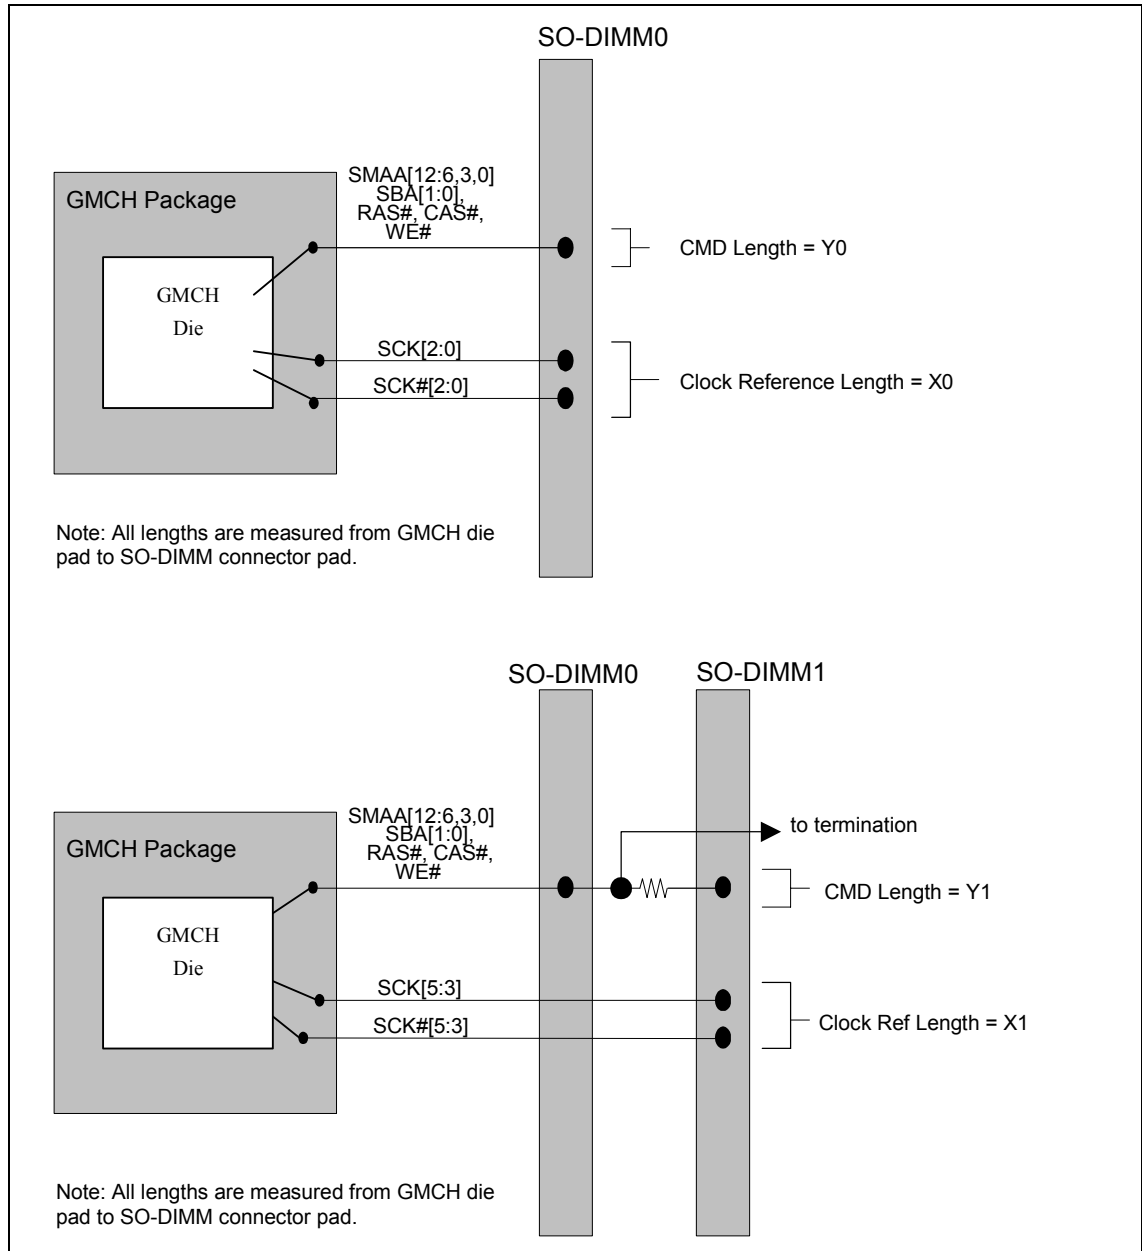 SO-DIMM0
GMCH Package
SMAA[12:6,3,0]
SBA[1:0],
RAS#, CAS#,
WE#
CMD Length = Y0
GMCH
Die
SCK[2:0]
SCK#[2:0]
Clock Reference Length = X0
Note: All lengths are measured from GMCH die
pad to SO-DIMM connector pad.
SO-DIMM0
SO-DIMM1
GMCH Package
SMAA[12:6,3,0]
SBA[1:0],
RAS#, CAS#,
WE#
to termination
CMD Length = Y1
GMCH
Die
SCK[5:3]
SCK#[5:3]
Clock Ref Length = X1
Note: All lengths are measured from GMCH die
pad to SO-DIMM connector pad.